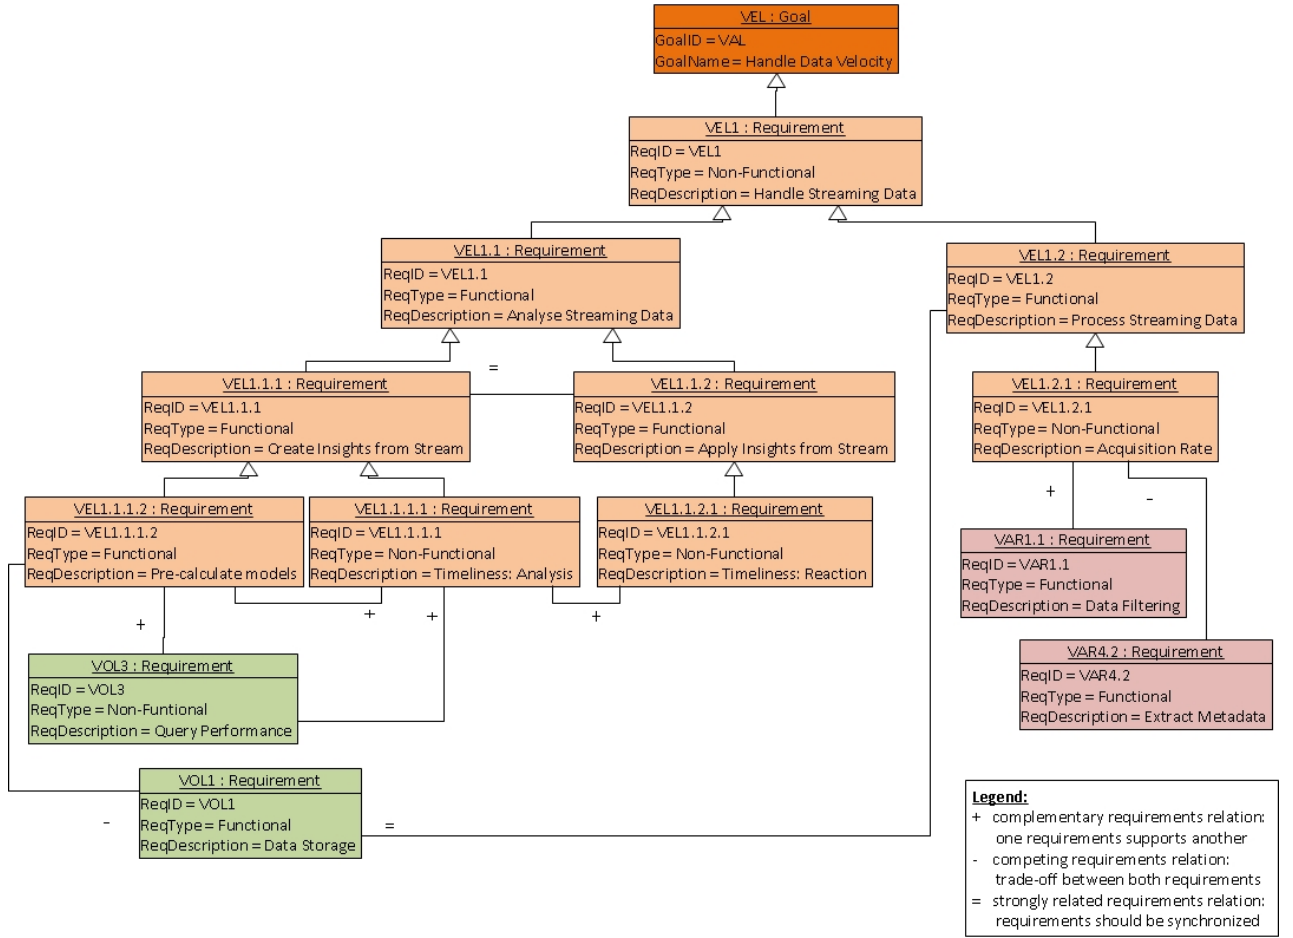 VEL : Goal
GoalID = VAL
GoalName = Handle Data Velocity
VEL1 : Requirement
ReqID = VEL1
ReqType = Non-Functional
ReqDescription = Handle Streaming Data
VEL1.1 : Requirement
ReqID = VEL1.1
ReqType = Functional
ReqDescription = Analyse Streaming Data
VEL1.2 : Requirement
ReqID = VEL1.2
ReqType = Functional
ReqDescription = Process Streaming Data
=
VEL1.1.1 : Requirement
ReqID = VEL1.1.1
ReqType = Functional
ReqDescription = Create Insights from Stream
VEL1.1.2 : Requirement
ReqID = VEL1.1.2
ReqType = Functional
ReqDescription = Apply Insights from Stream
VEL1.2.1 : Requirement
ReqID = VEL1.2.1
ReqType = Non-Functional
ReqDescription = Acquisition Rate
+
-
VEL1.1.1.2 : Requirement
ReqID = VEL1.1.1.2
ReqType = Functional
ReqDescription = Pre-calculate models
VEL1.1.1.1 : Requirement
ReqID = VEL1.1.1.1
ReqType = Non-Functional
ReqDescription = Timeliness: Analysis
VEL1.1.2.1 : Requirement
ReqID = VEL1.1.2.1
ReqType = Non-Functional
ReqDescription = Timeliness: Reaction
VAR1.1 : Requirement
ReqID = VAR1.1
ReqType = Functional
ReqDescription = Data Filtering
+
+
+
+
VOL3 : Requirement
ReqID = VOL3
ReqType = Non-Funtional
ReqDescription = Query Performance
VAR4.2 : Requirement
ReqID = VAR4.2
ReqType = Functional
ReqDescription = Extract Metadata
VOL1 : Requirement
ReqID = VOL1
ReqType = Functional
ReqDescription = Data Storage
-
=
Legend:
+ complementary requirements relation:
one requirements supports another
- competing requirements relation:
trade-off between both requirements
= strongly related requirements relation:
requirements should be synchronized